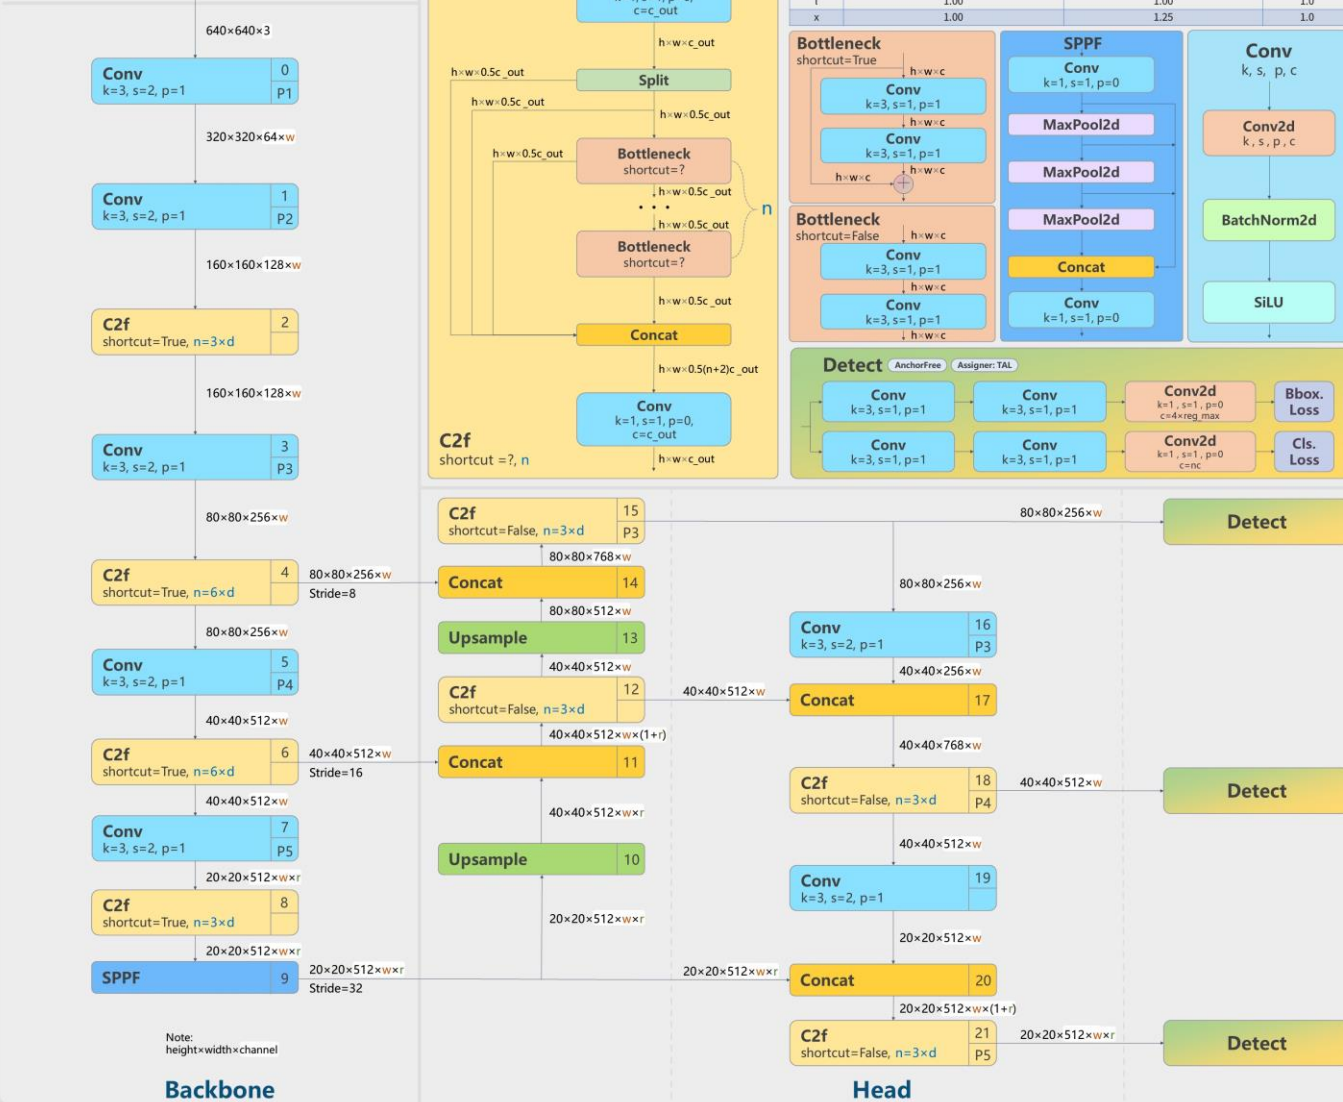 640×640×3
Conv
k=3, s=2, p=1
0
P1
320×320×64×w
Conv
k=3, s=2, p=1
1
P2
160×160×128×w
C2f
shortcut=True, n=3×d
2
160×160×128×w
Conv
k=3, s=2, p=1
3
P3
80×80×256×w
C2f
shortcut=True, n=6×d
4
80×80×256×w
Stride=8
80×80×256×w
Conv
k=3, s=2, p=1
5
P4
40×40×512×w
C2f
shortcut=True, n=6×d
6
40×40×512×w
Stride=16
40×40×512×w
Conv
k=3, s=2, p=1
7
P5
20×20×512×w×r
C2f
shortcut=True, n=3×d
8
20×20×512×w×r
SPPF
9
20×20×512×w×r
Stride=32
Note:
height×width×channel
Backbone
c=c_out
h×w×c_out
Split
h×w×0.5c_out
h×w×0.5c_out
h×w×0.5c_out
h×w×0.5c_out
Bottleneck
shortcut=?
h×w×0.5c_out
• • •
n
h×w×0.5c_out
Bottleneck
shortcut=?
h×w×0.5c_out
Concat
h×w×0.5(n+2)c_out
Conv
k=1, s=1, p=0,
c=c_out
h×w×c_out
C2f
shortcut =?, n
1.00
1.00
1.0
x
1.00
1.25
1.0
Bottleneck
shortcut=True
h×w×c
Conv
k=3, s=1, p=1
h×w×c
Conv
k=3, s=1, p=1
h×w×c
h×w×c
+
Bottleneck
shortcut=False
h×w×c
Conv
k=3, s=1, p=1
h×w×c
Conv
k=3, s=1, p=1
h×w×c
SPPF
Conv
k=1, s=1, p=0
MaxPool2d
MaxPool2d
MaxPool2d
Concat
Conv
k=1, s=1, p=0
Conv
k, s, p, c
Conv2d
k, s, p, c
BatchNorm2d
SiLU
Detect
AnchorFree
Assigner: TAL
Conv
k=3, s=1, p=1
Conv
k=3, s=1, p=1
Conv2d
k=1, s=1, p=0
c=4×reg_max
Bbox.
Loss
Conv
k=3, s=1, p=1
Conv
k=3, s=1, p=1
Conv2d
k=1, s=1, p=0
c=nc
Cls.
Loss
C2f
shortcut=False, n=3×d
15
P3
80×80×256×w
Detect
80×80×768×w
Concat
14
80×80×512×w
Upsample
13
40×40×512×w
C2f
shortcut=False, n=3×d
12
40×40×512×w
40×40×512×w×(1+r)
Concat
11
40×40×512×w×r
Upsample
10
20×20×512×w×r
80×80×256×w
Conv
k=3, s=2, p=1
16
P3
40×40×256×w
Concat
17
40×40×768×w
C2f
shortcut=False, n=3×d
18
P4
40×40×512×w
Detect
40×40×512×w
Conv
k=3, s=2, p=1
19
20×20×512×w
20×20×512×w×r
Concat
20
20×20×512×w×(1+r)
C2f
shortcut=False, n=3×d
21
P5
20×20×512×w×r
Detect
Head